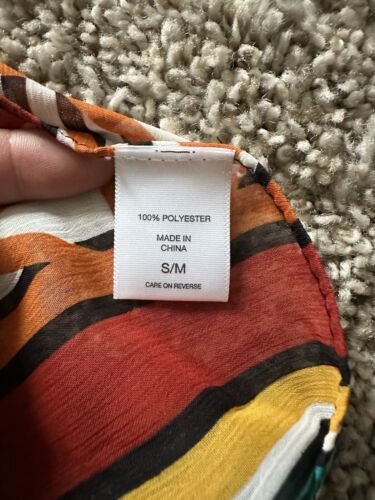 100% POLYESTER
MADE IN
CHINA
S/M
CARE ON REVERSE